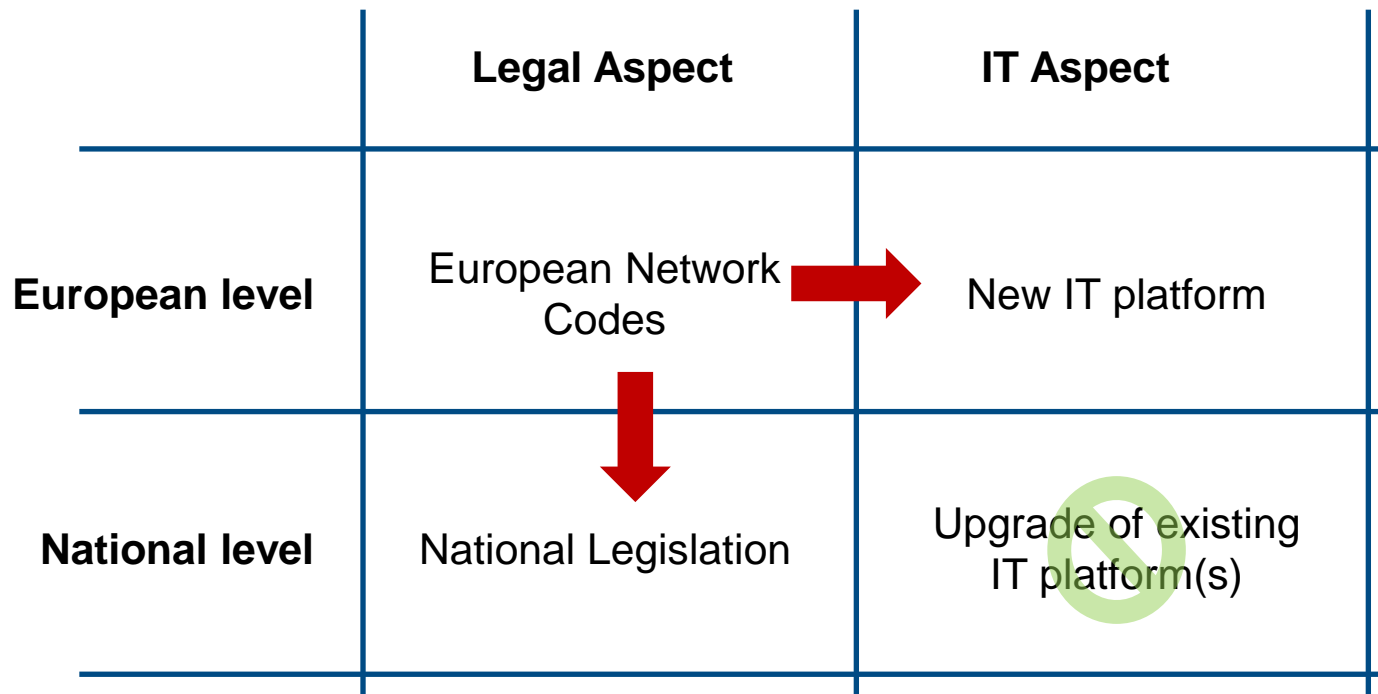 Legal Aspect
IT Aspect
European level
European Network
Codes
New IT platform
National level
National Legislation
Upgrade of existing
IT platform(s)